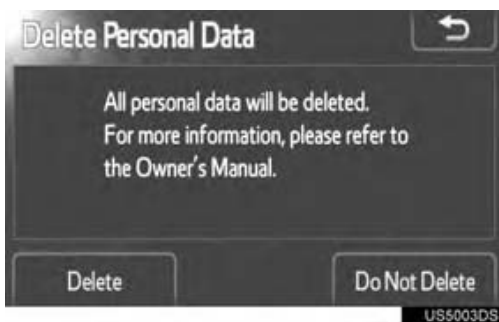 Delete Personal Data
All personal data will be deleted.
For more information, please refer to
the Owner's Manual.
Delete
Do Not Delete
US5003DS